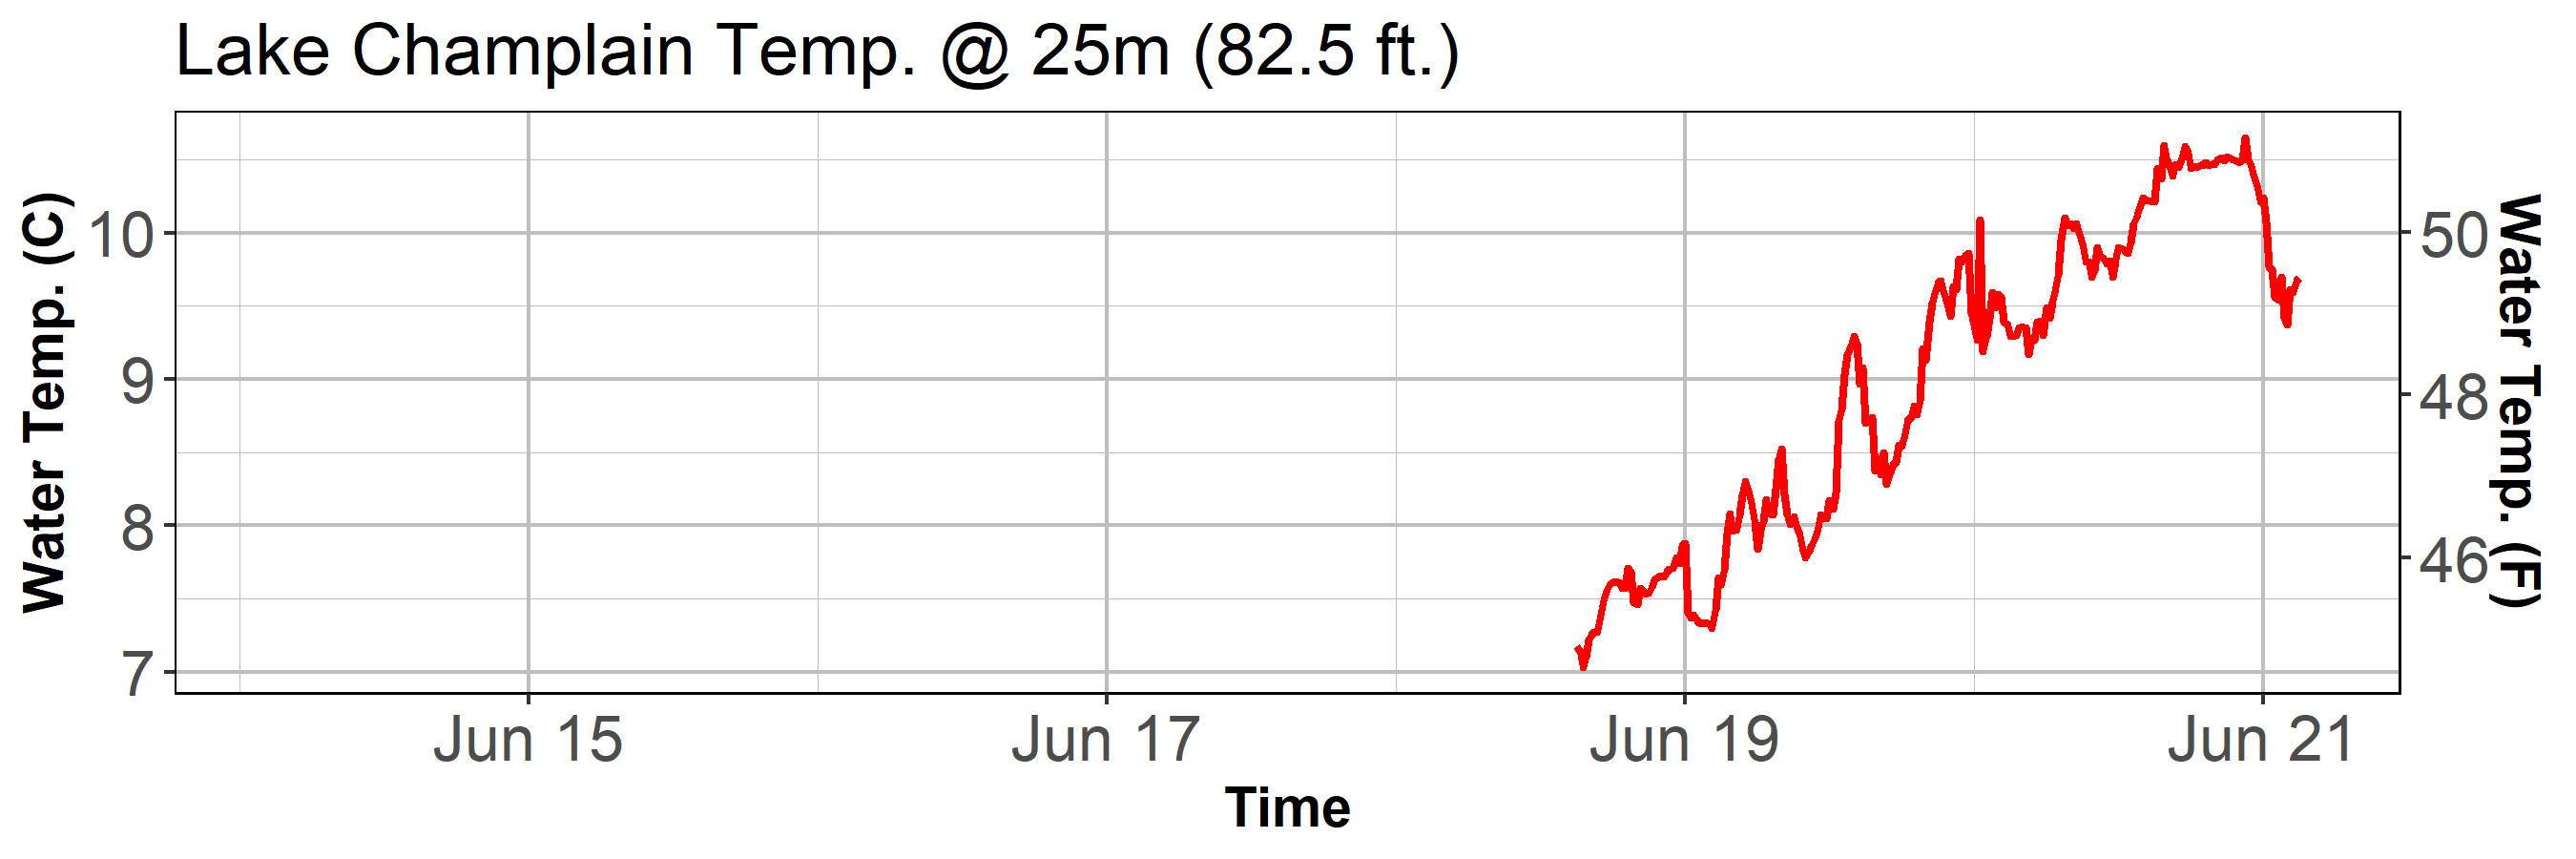 Lake Champlain Temp. @ 25m (82.5 ft.)
Water Temp. (C)
10
9
8
7
50
48
46
Water Temp. (F)
Jun 15
Jun 17
Jun 19
Jun 21
Time